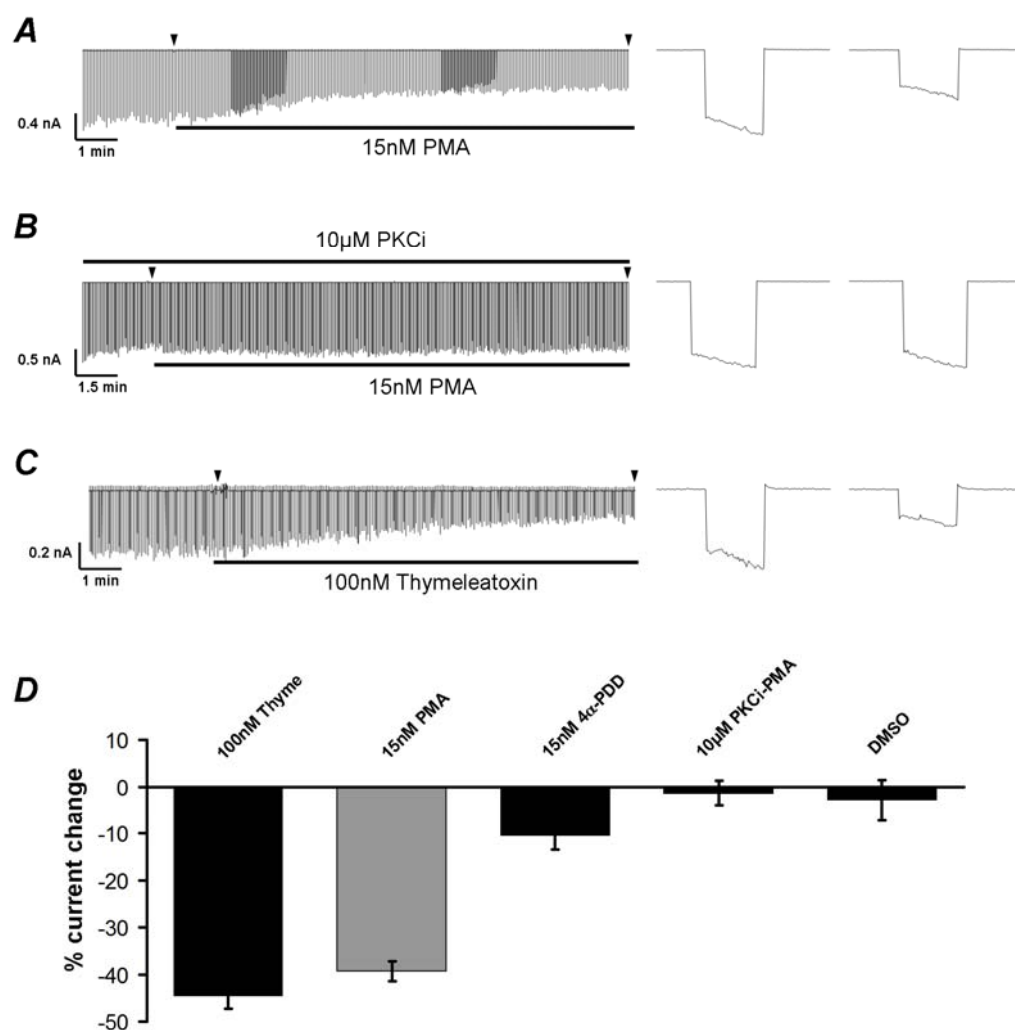 A
0.4 nA
1 min
15nM PMA
B
10µM PKCi
0.5 nA
1.5 min
15nM PMA
C
0.2 nA
1 min
100nM Thymeleatoxin
D
100nM Thyme
15nM PMA
15nM 4α-PDD
10µM PKCi-PMA
DMSO
% current change
10
0
-10
-20
-30
-40
-50